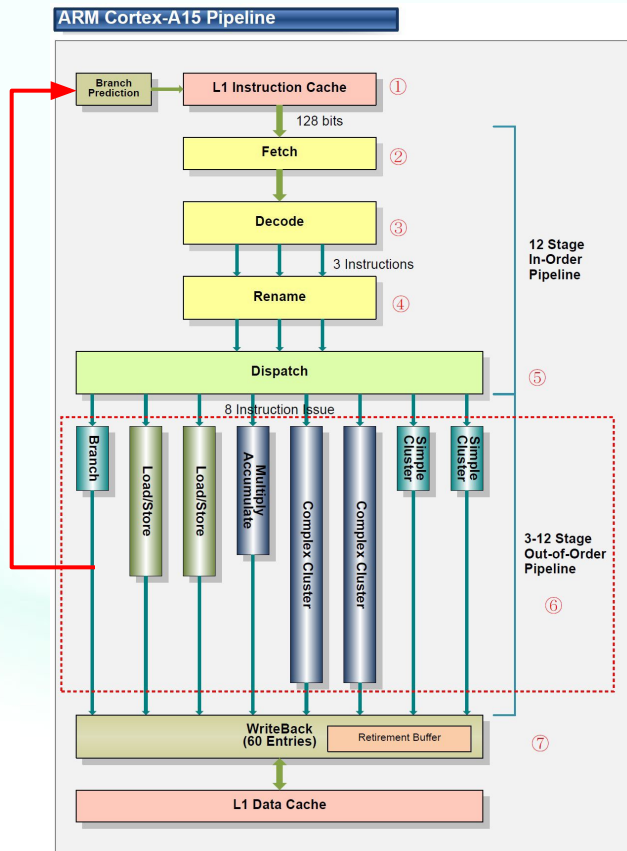 ARM Cortex-A15 Pipeline
Branch
Prediction
L1 Instruction Cache
①
128 bits
Fetch
②
Decode
③
12 Stage
In-Order
Pipeline
3 Instructions
Rename
④
Dispatch
⑤
8 Instruction Issue
Branch
Load/Store
Load/Store
Multiply
Accumulate
Complex Cluster
Complex Cluster
Simple
Cluster
Simple
Cluster
3-12 Stage
Out-of-Order
Pipeline
⑥
WriteBack
(60 Entries)
Retirement Buffer
⑦
L1 Data Cache